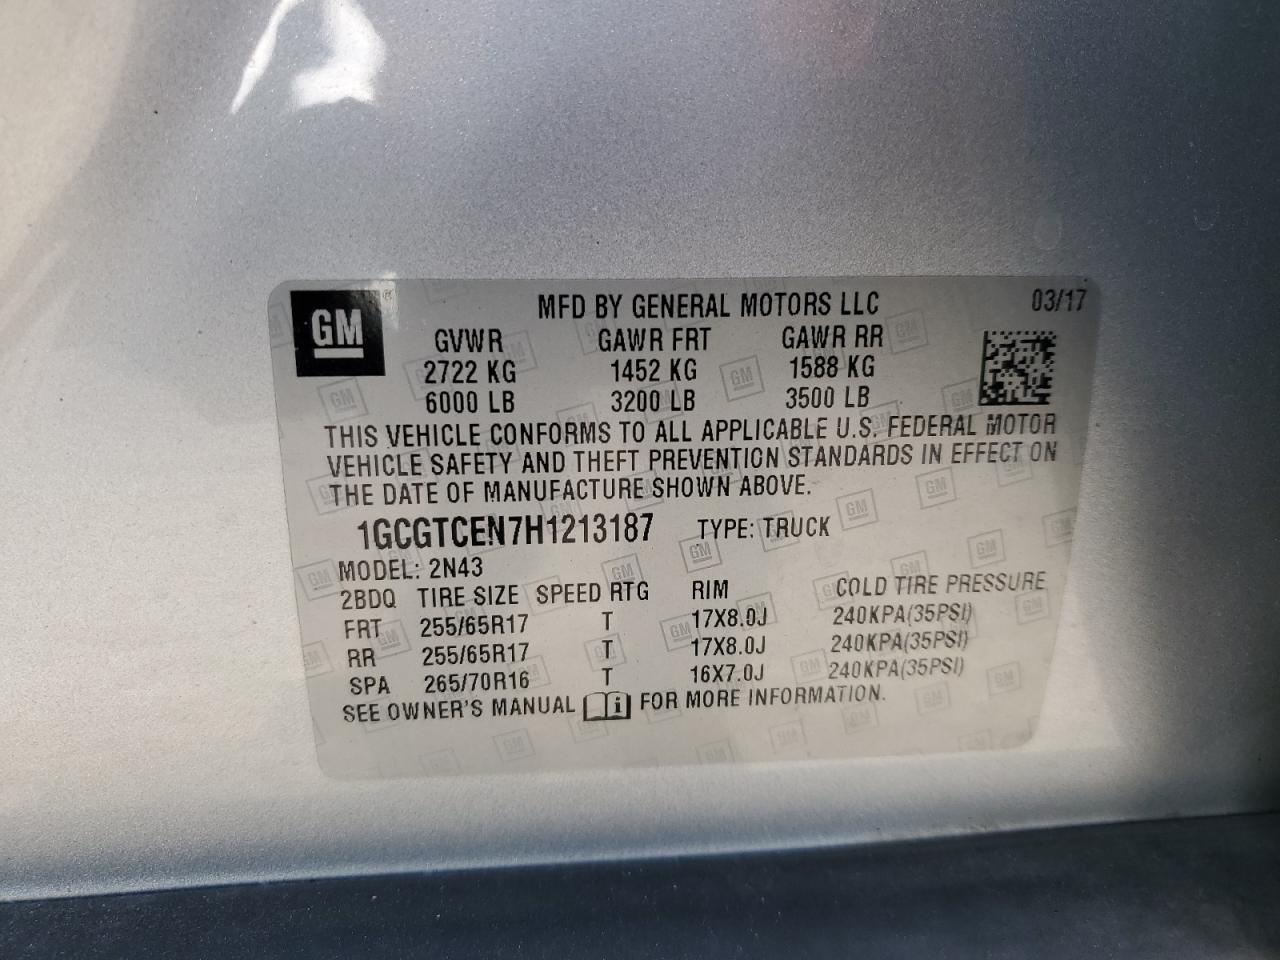 GM ®
MFD BY GENERAL MOTORS LLC 03/17
GVWR GAWR FRT GAWR RR
2722 KG 1452 KG 1588 KG
6000 LB 3200 LB 3500 LB
THIS VEHICLE CONFORMS TO ALL APPLICABLE U.S. FEDERAL MOTOR
VEHICLE SAFETY AND THEFT PREVENTION STANDARDS IN EFFECT ON
THE DATE OF MANUFACTURE SHOWN ABOVE.
1GCGTCEN7H1213187 TYPE: TRUCK
MODEL: 2N43
2BDQ TIRE SIZE SPEED RTG RIM COLD TIRE PRESSURE
FRT 255/65R17 T 17X8.0J 240KPA(35PSI)
RR 255/65R17 T 17X8.0J 240KPA(35PSI)
SPA 265/70R16 T 16X7.0J 240KPA(35PSI)
SEE OWNER'S MANUAL i FOR MORE INFORMATION.